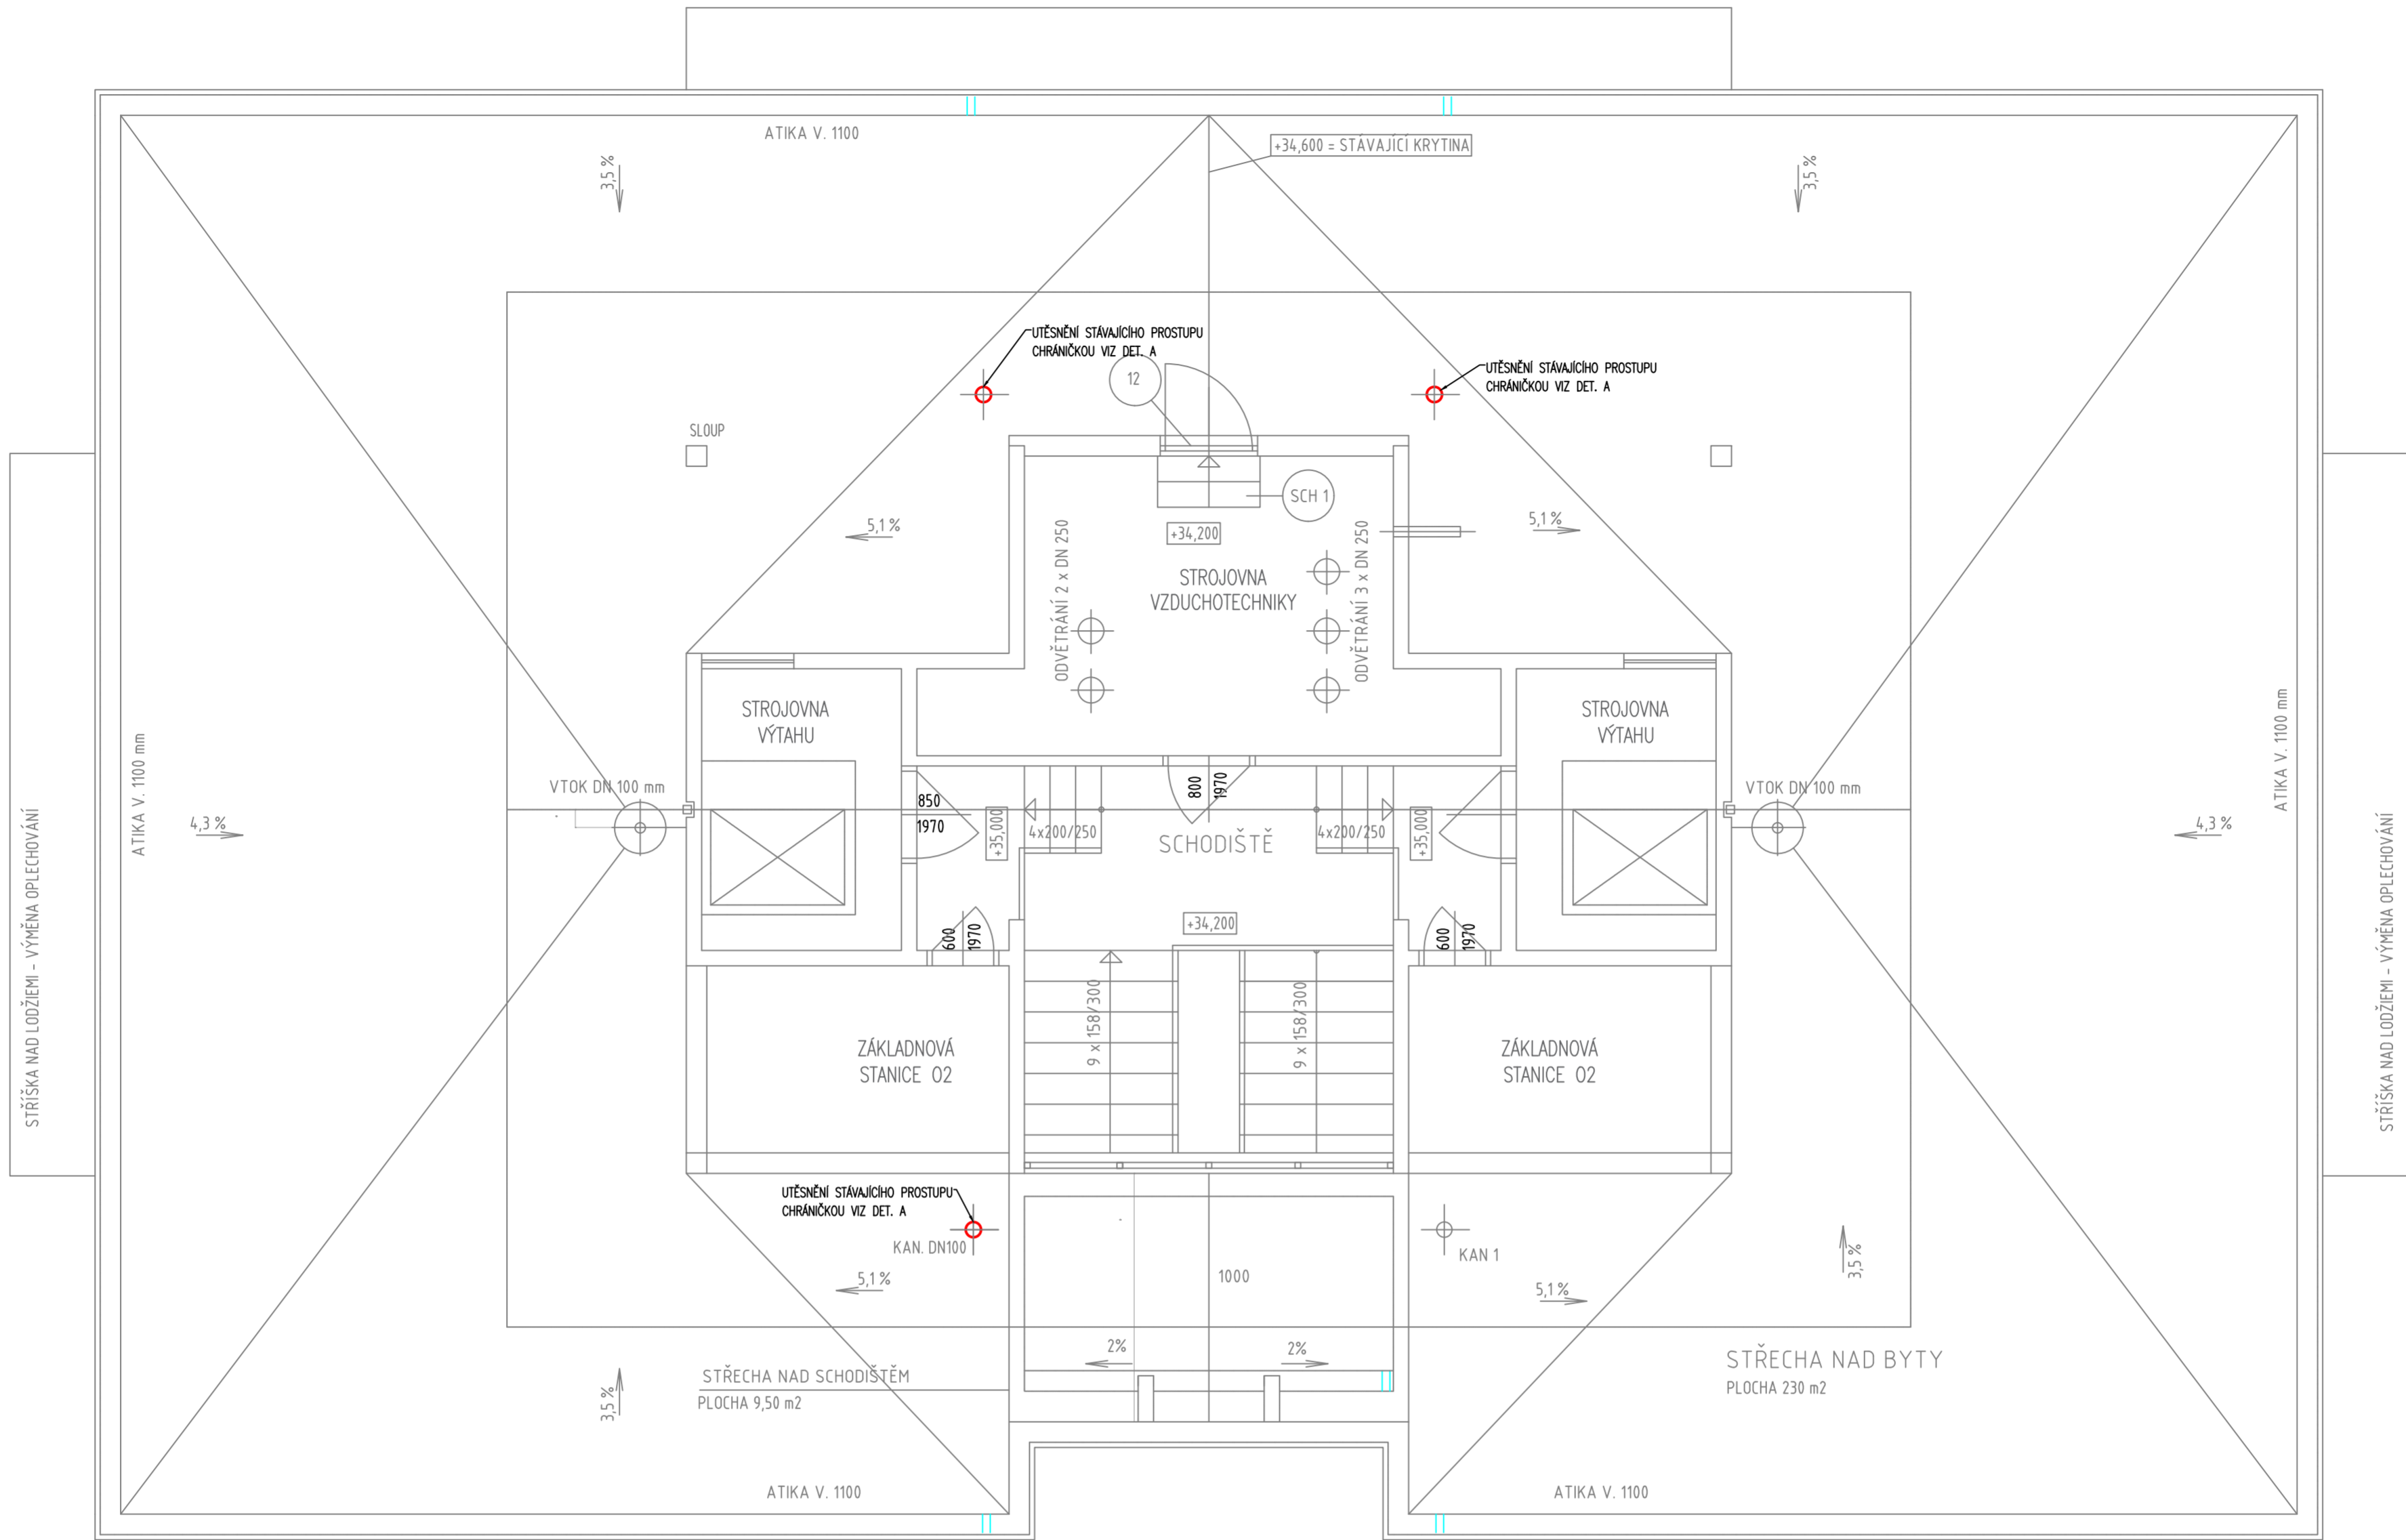 ATIKA V. 1100
+34,600 = STÁVAJÍCÍ KRYTINA
3,5 %
3,5 %
UTĚSNĚNÍ STÁVAJÍCÍHO PROSTUPU
CHRÁNIČKOU VIZ DET. A
UTĚSNĚNÍ STÁVAJÍCÍHO PROSTUPU
CHRÁNIČKOU VIZ DET. A
12
SLOUP
SCH 1
5,1 %
5,1 %
+34,200
ODVĚTRÁNÍ 2 x DN 250
ODVĚTRÁNÍ 3 x DN 250
STROJOVNA
VZDUCHOTECHNIKY
STROJOVNA
VÝTAHU
STROJOVNA
VÝTAHU
ATIKA V. 1100 mm
ATIKA V. 1100 mm
VTOK DN 100 mm
VTOK DN 100 mm
800
1970
850
1970
4,3 %
4,3 %
+35,000
4x200/250
SCHODIŠTĚ
4x200/250
+35,000
STŘÍŠKA NAD LODŽIEMI - VÝMĚNA OPLECHOVÁNÍ
STŘÍŠKA NAD LODŽIEMI - VÝMĚNA OPLECHOVÁNÍ
+34,200
600
1970
600
1970
9 x 158/300
9 x 158/300
ZÁKLADNOVÁ
STANICE O2
ZÁKLADNOVÁ
STANICE O2
UTĚSNĚNÍ STÁVAJÍCÍHO PROSTUPU
CHRÁNIČKOU VIZ DET. A
KAN. DN100
KAN 1
1000
5,1 %
5,1 %
3,5 %
2%
2%
STŘECHA NAD SCHODIŠTĚM
PLOCHA 9,50 m2
STŘECHA NAD BYTY
PLOCHA 230 m2
3,5 %
ATIKA V. 1100
ATIKA V. 1100